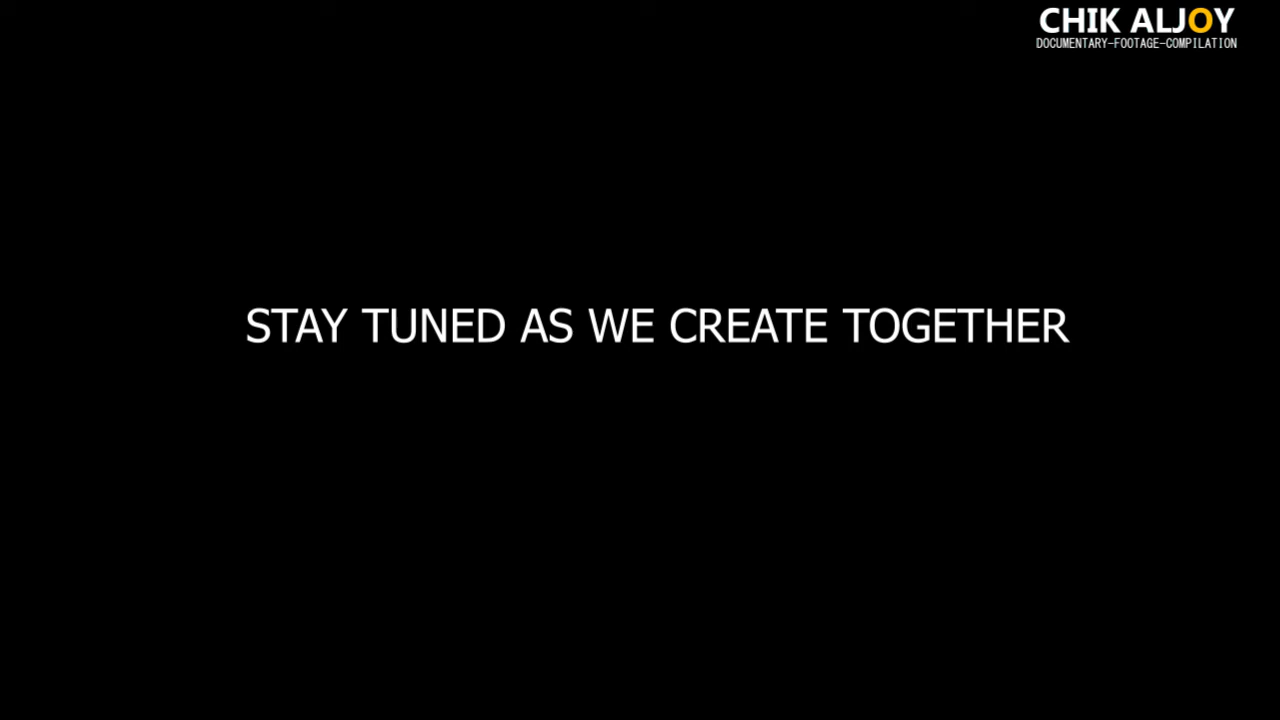 CHIK ALJOY
DOCUMENTARY-FOOTAGE-COMPILATION
STAY TUNED AS WE CREATE TOGETHER